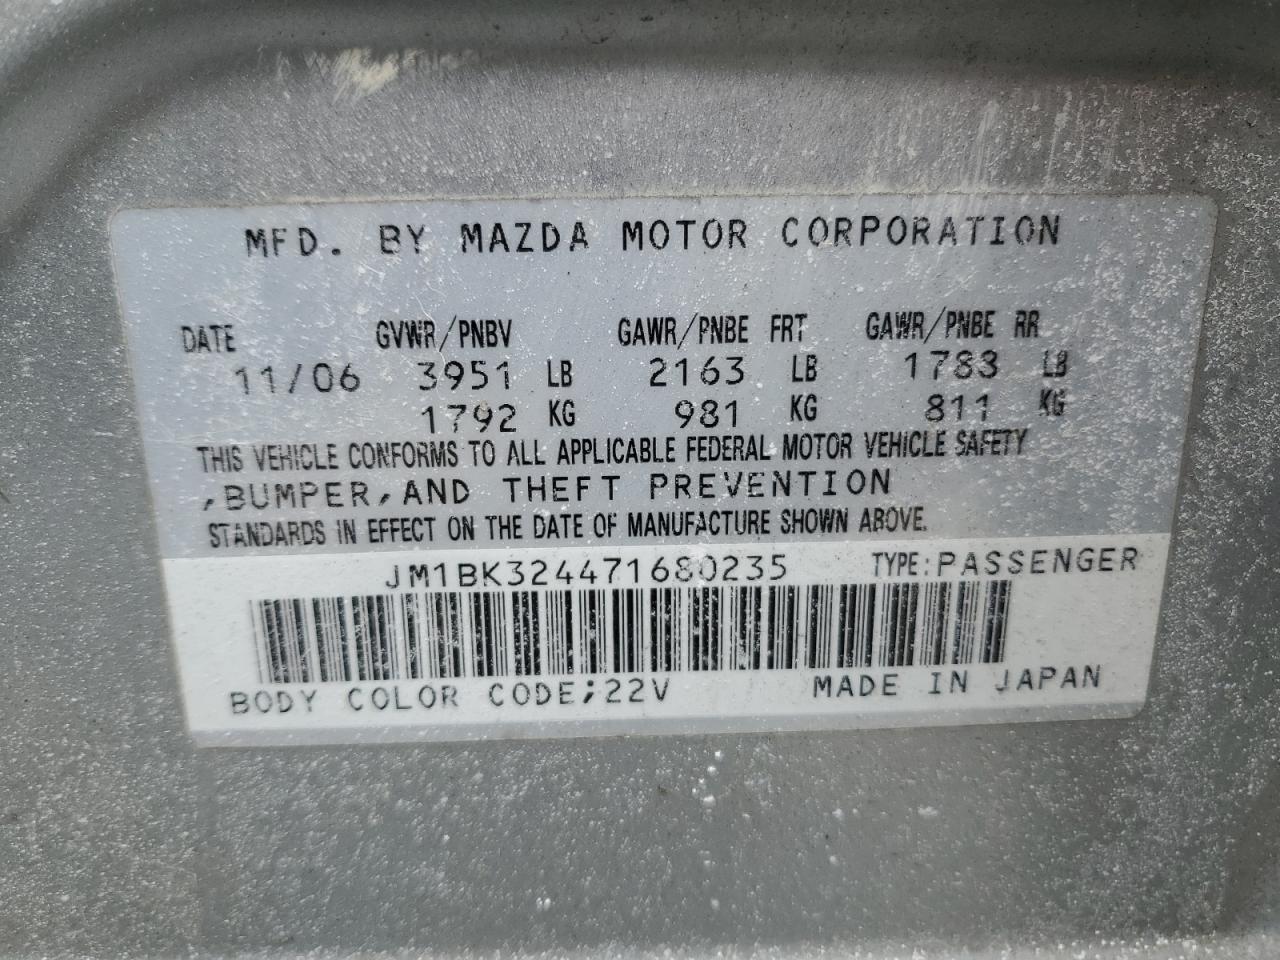 MFD. BY MAZDA MOTOR CORPORATION
DATE GVWR/PNBV GAWR/PNBE FRT GAWR/PNBE RR
11/06 3951 LB 2163 LB 1783 LB
1792 KG 981 KG 811 KG
THIS VEHICLE CONFORMS TO ALL APPLICABLE FEDERAL MOTOR VEHICLE SAFETY
,BUMPER,AND THEFT PREVENTION
STANDARDS IN EFFECT ON THE DATE OF MANUFACTURE SHOWN ABOVE.
JM1BK324471680235 TYPE:PASSENGER
BODY COLOR CODE;22V MADE IN JAPAN